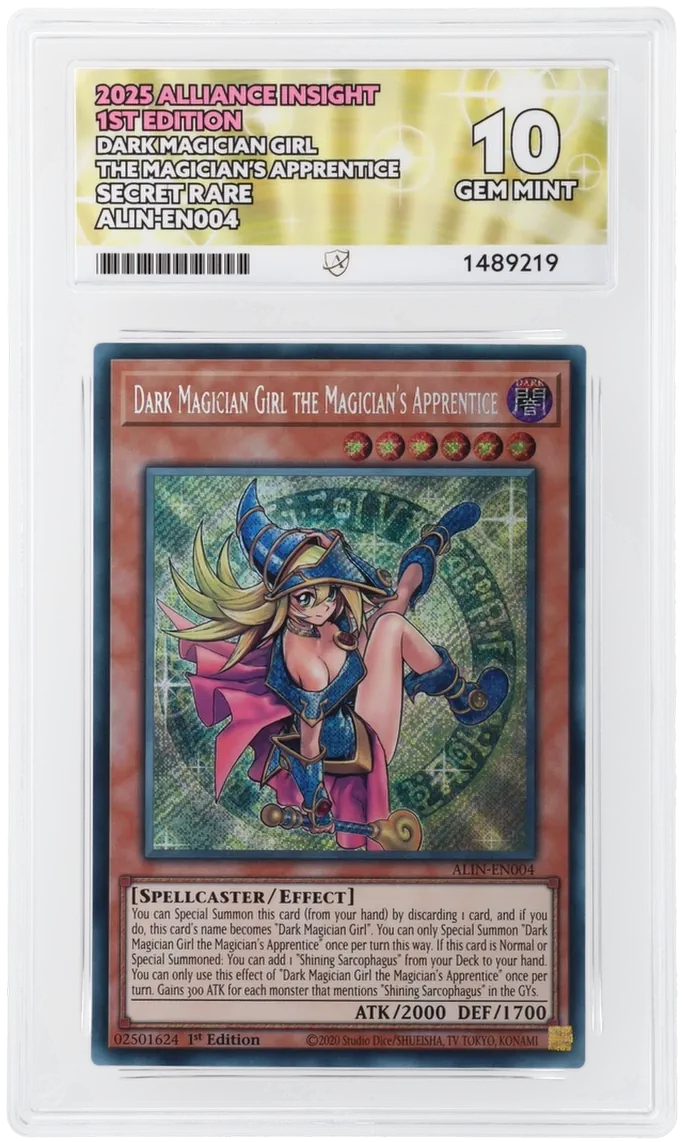 2025 ALLIANCE INSIGHT
1ST EDITION
DARK MAGICIAN GIRL
THE MAGICIAN'S APPRENTICE
SECRET RARE
ALIN-EN004
10
GEM MINT
1489219
DARK MAGICIAN GIRL THE MAGICIAN'S APPRENTICE
DARK
闇
ALIN-EN004
[SPELLCASTER/EFFECT]
You can Special Summon this card (from your hand) by discarding 1 card, and if you
do, this card's name becomes "Dark Magician Girl". You can only Special Summon "Dark
Magician Girl the Magician's Apprentice" once per turn this way. If this card is Normal or
Special Summoned: You can add 1 "Shining Sarcophagus" from your Deck to your hand.
You can only use this effect of "Dark Magician Girl the Magician's Apprentice" once per
turn. Gains 300 ATK for each monster that mentions "Shining Sarcophagus" in the GYs.
ATK/2000 DEF/1700
02501624 1st Edition
©2020 Studio Dice/SHUEISHA, TV TOKYO, KONAMI